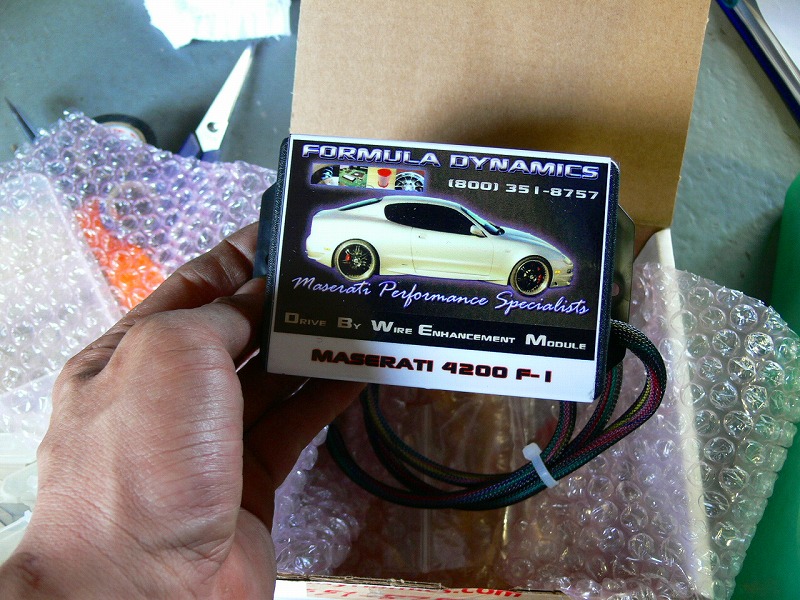 FORMULA DYNAMICS
(800) 351-8757
Maserati Performance Specialists
DRIVE BY WIRE ENHANCEMENT MODULE
MASERATI 4200 F-1